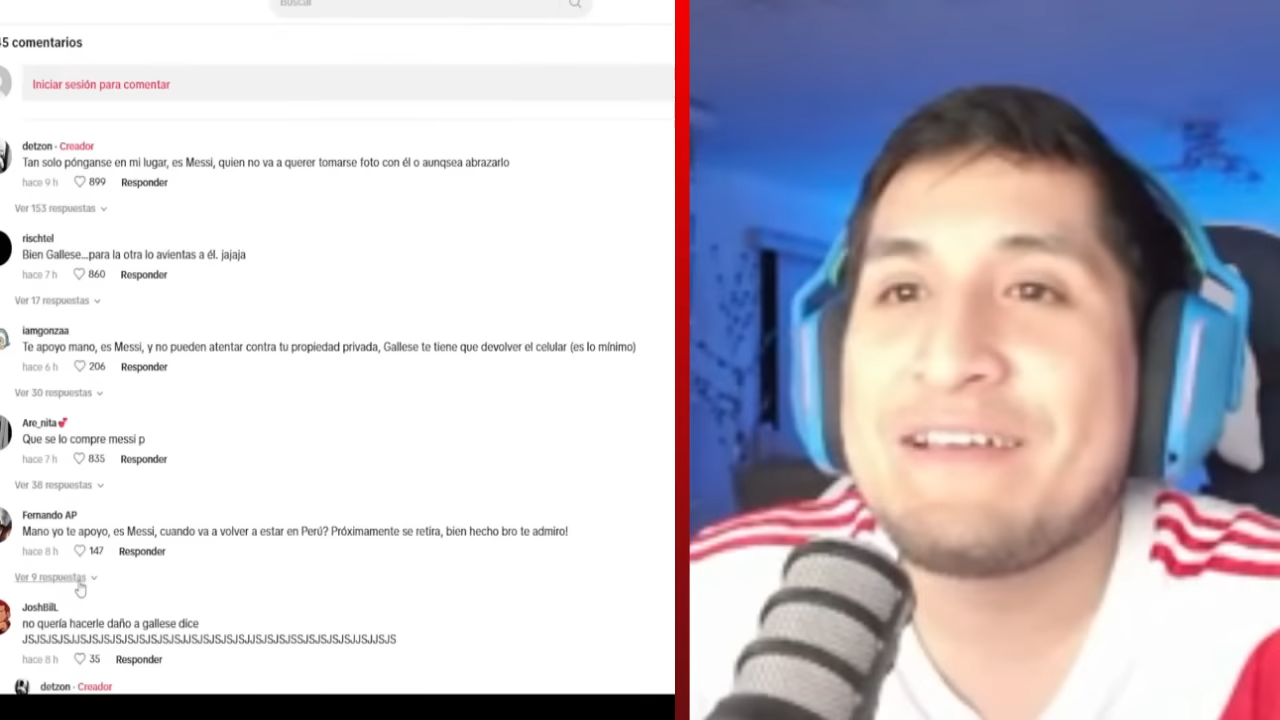 Buscar
5 comentarios
Iniciar sesión para comentar
detzon · Creador
Tan solo pónganse en mi lugar, es Messi, quien no va a querer tomarse foto con él o aunqsea abrazarlo
hace 9 h 899 Responder
Ver 153 respuestas
rischtel
Bien Gallese...para la otra lo avientas a él. jajaja
hace 7 h 860 Responder
Ver 17 respuestas
iamgonzaa
Te apoyo mano, es Messi, y no pueden atentar contra tu propiedad privada, Gallese te tiene que devolver el celular (es lo mínimo)
hace 6 h 206 Responder
Ver 30 respuestas
Are_nita💕
Que se lo compre messi p
hace 7 h 835 Responder
Ver 38 respuestas
Fernando AP
Mano yo te apoyo, es Messi, cuando va a volver a estar en Perú? Próximamente se retira, bien hecho bro te admiro!
hace 8 h 147 Responder
Ver 9 respuestas
JoshBilL
no quería hacerle daño a gallese dice
hace 8 h 35 Responder
detzon · Creador